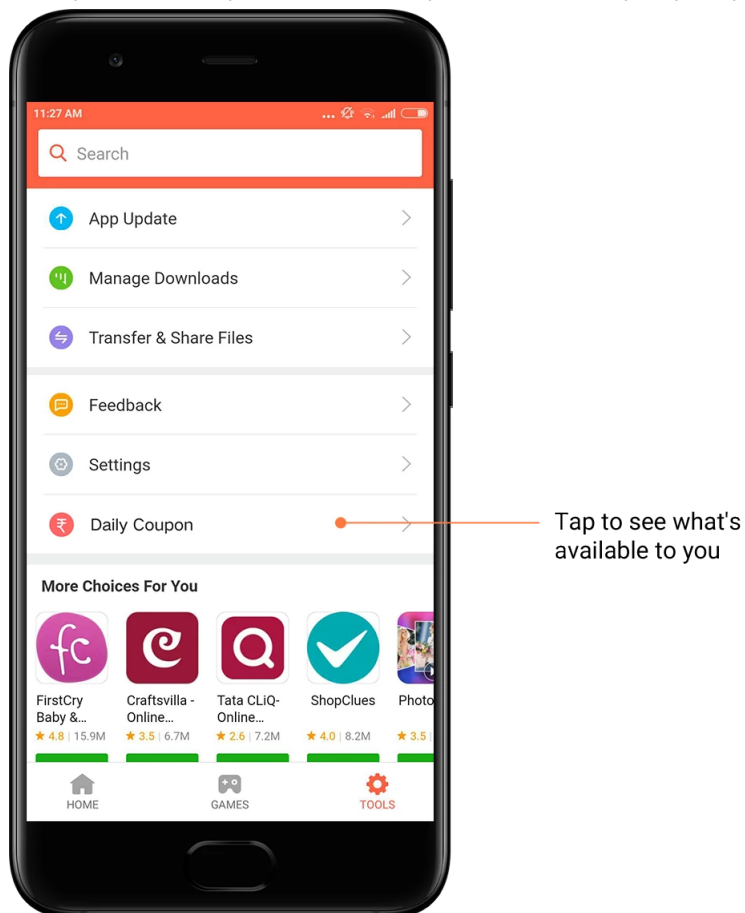 11:27 AM
Search
App Update
Manage Downloads
Transfer & Share Files
Feedback
Settings
₹ Daily Coupon
Tap to see what's
available to you
More Choices For You
fc
FirstCry
Baby &...
★ 4.8 | 15.9M
Craftsvilla -
Online...
★ 3.5 | 6.7M
Tata CLiQ-
Online...
★ 2.6 | 7.2M
ShopClues
★ 4.0 | 8.2M
Photo
★ 3.5 |
HOME
GAMES
TOOLS